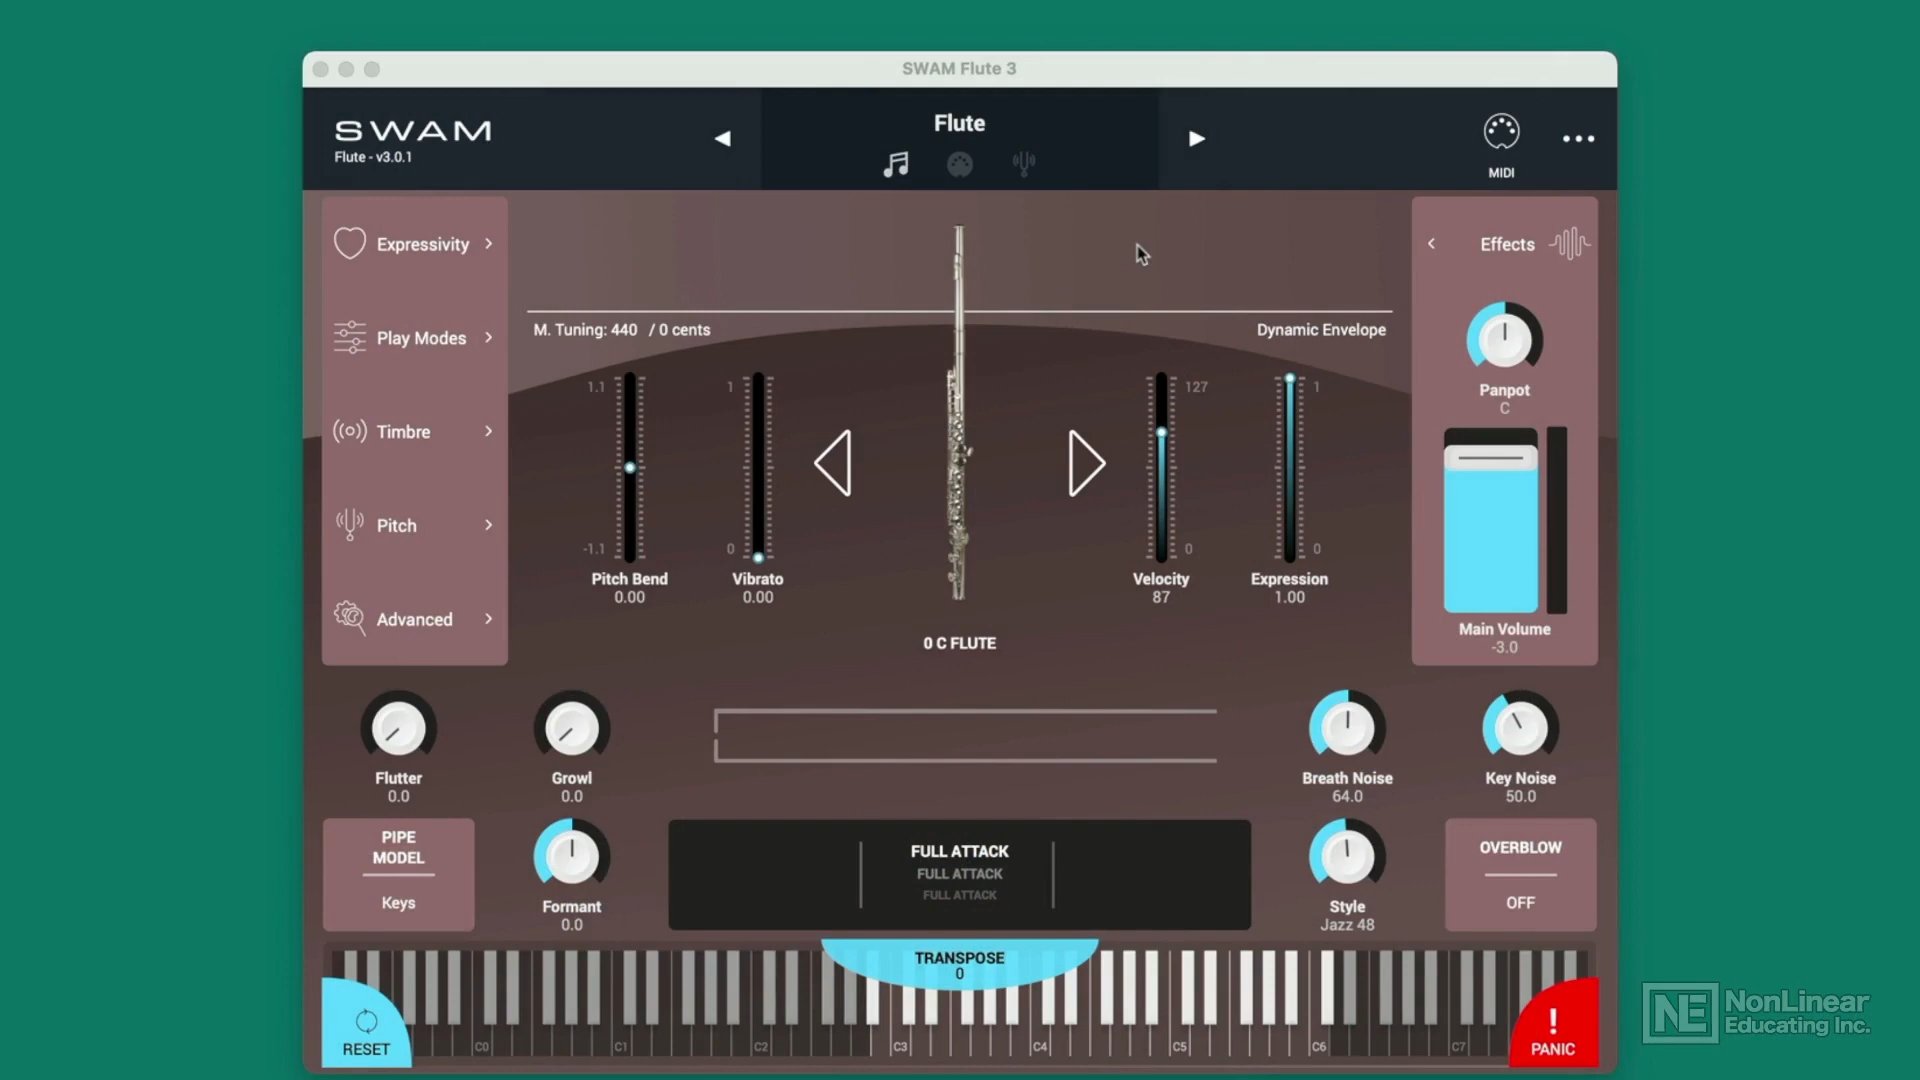 SWAM Flute 3
SWAM
Flute - v3.0.1
Flute
MIDI
Expressivity
Play Modes
Timbre
Pitch
Advanced
M. Tuning: 440 / 0 cents
Dynamic Envelope
1.1
-1.1
Pitch Bend
0.00
1
0
Vibrato
0.00
127
0
Velocity
87
1
0
Expression
1.00
0 C FLUTE
Effects
Panpot
C
Main Volume
-3.0
Flutter
0.0
Growl
0.0
Breath Noise
64.0
Key Noise
50.0
PIPE
MODEL
Keys
Formant
0.0
FULL ATTACK
FULL ATTACK
FULL ATTACK
Style
Jazz 48
OVERBLOW
OFF
TRANSPOSE
0
RESET
C0 C1 C2 C3 C4 C5 C6 C7
!
PANIC
NE
NonLinear
Educating Inc.